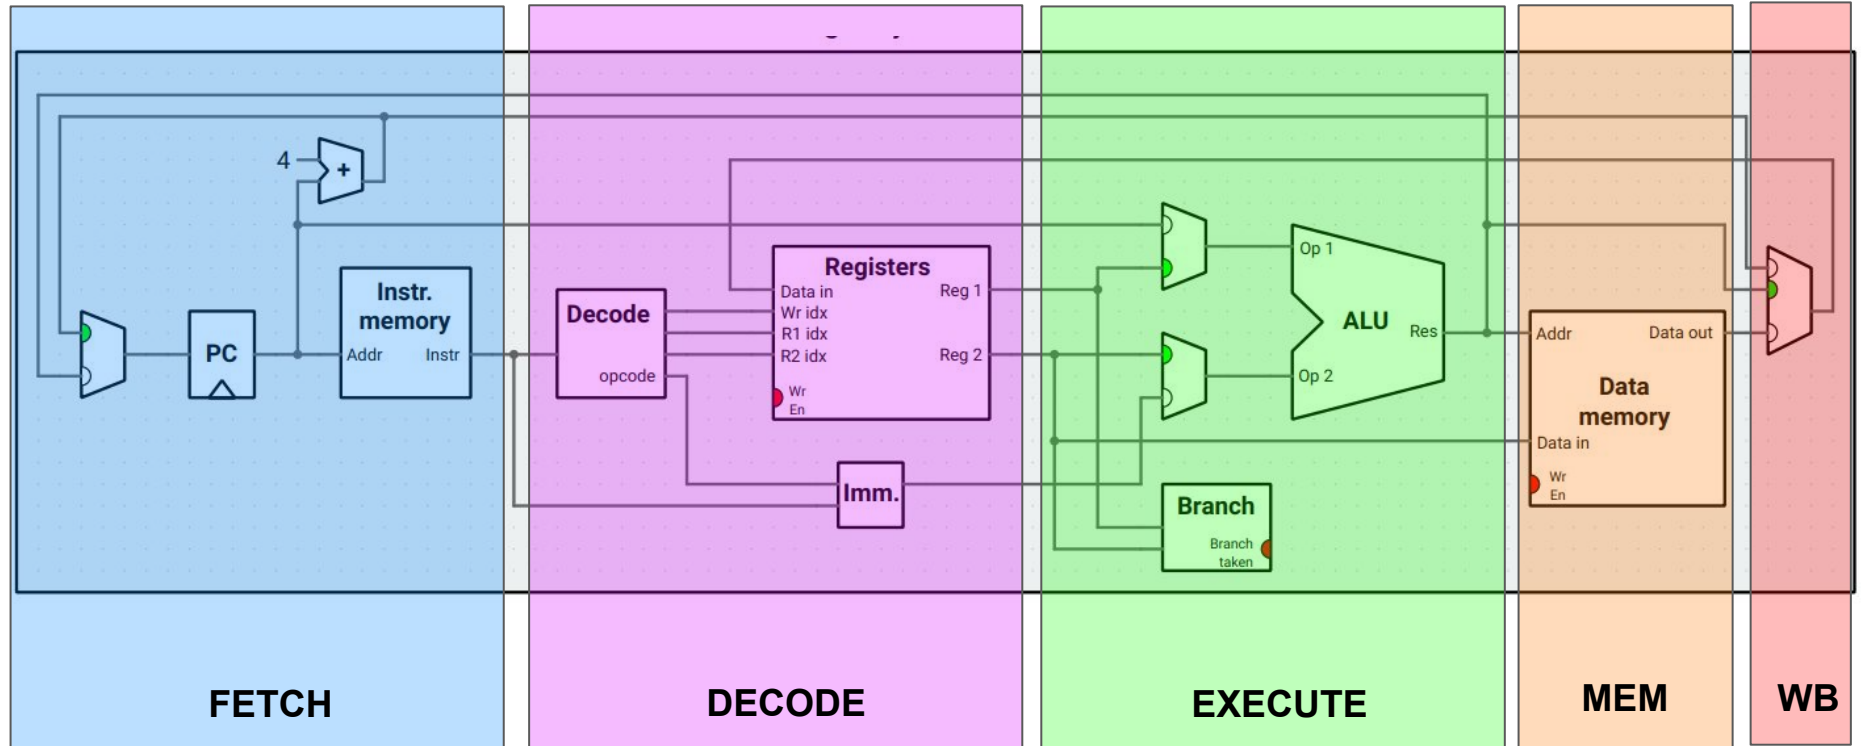 4
+
PC
Instr.
memory
Addr
Instr
Decode
opcode
Registers
Data in
Wr idx
R1 idx
R2 idx
Reg 1
Reg 2
Wr
En
Imm.
Op 1
Op 2
ALU
Res
Branch
Branch
taken
Addr
Data out
Data
memory
Data in
Wr
En
FETCH
DECODE
EXECUTE
MEM
WB